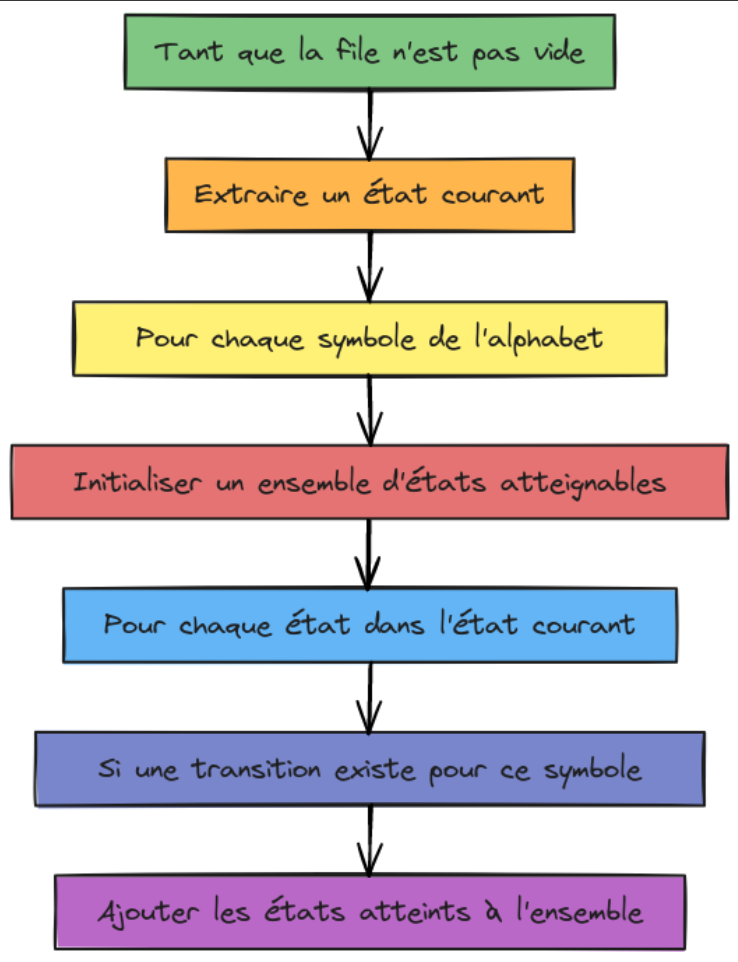 Tant que la file n'est pas vide
Extraire un état courant
Pour chaque symbole de l'alphabet
Initialiser un ensemble d'états atteignables
Pour chaque état dans l'état courant
Si une transition existe pour ce symbole
Ajouter les états atteints à l'ensemble